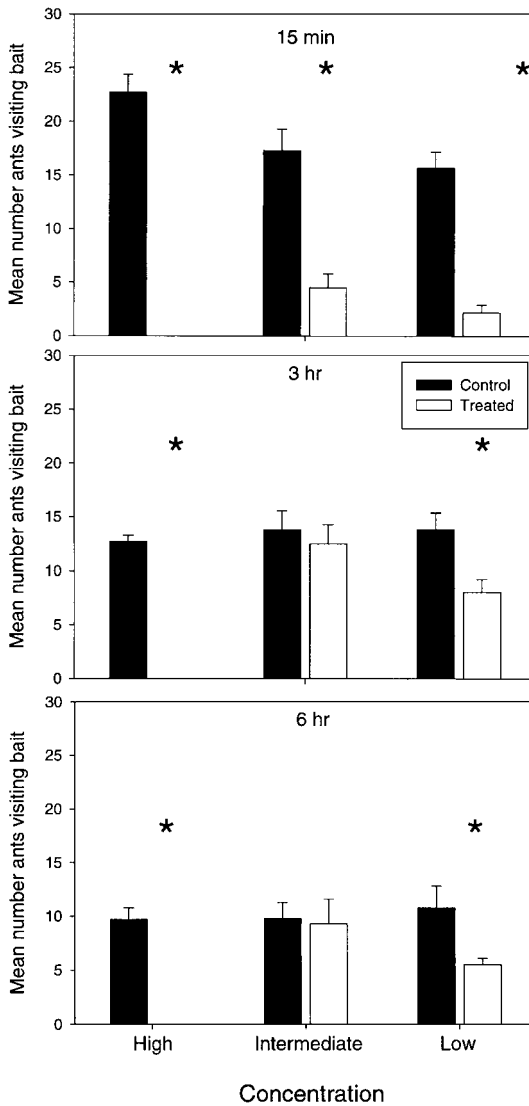 30
15 min
25
*
*
*
20
15
10
5
0
Mean number ants visiting bait
30
3 hr
Control
Treated
25
*
*
20
15
10
5
0
Mean number ants visiting bait
30
6 hr
25
20
*
*
15
10
5
0
Mean number ants visiting bait
High
Intermediate
Low
Concentration